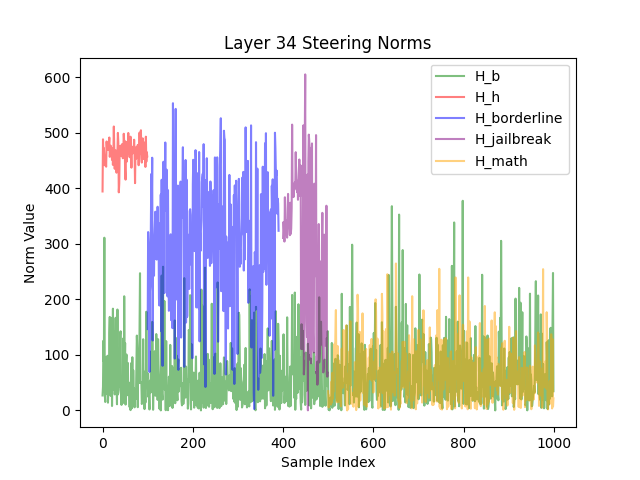 Layer 34 Steering Norms
Norm Value
600
500
400
300
200
100
0
0 200 400 600 800 1000
Sample Index
H_b
H_h
H_borderline
H_jailbreak
H_math